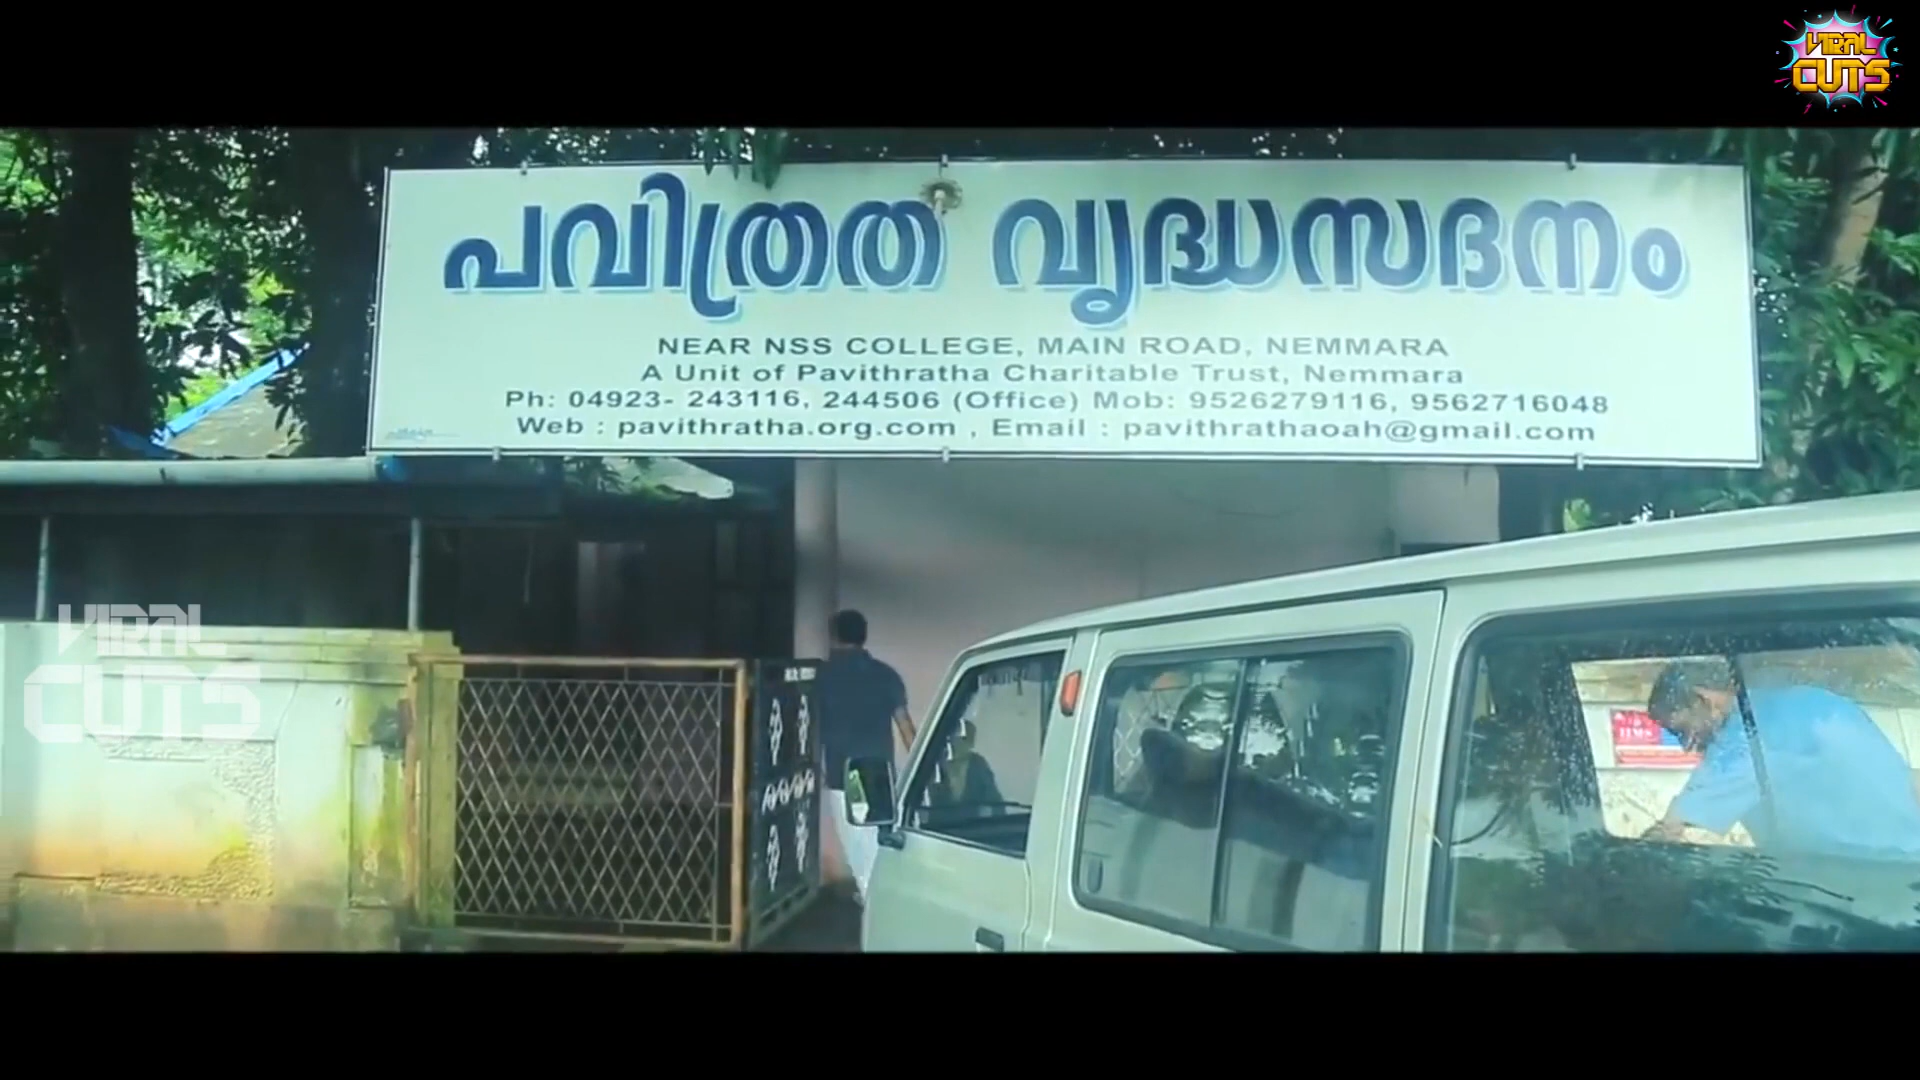 VIRAL
CUTS
പവിത്രത വൃദ്ധസദനം
NEAR NSS COLLEGE, MAIN ROAD, NEMMARA
A Unit of Pavithratha Charitable Trust, Nemmara
Ph: 04923- 243116, 244506 (Office) Mob: 9526279116, 9562716048
Web : pavithratha.org.com , Email : pavithrathaoah@gmail.com
VIRAL
CUTS